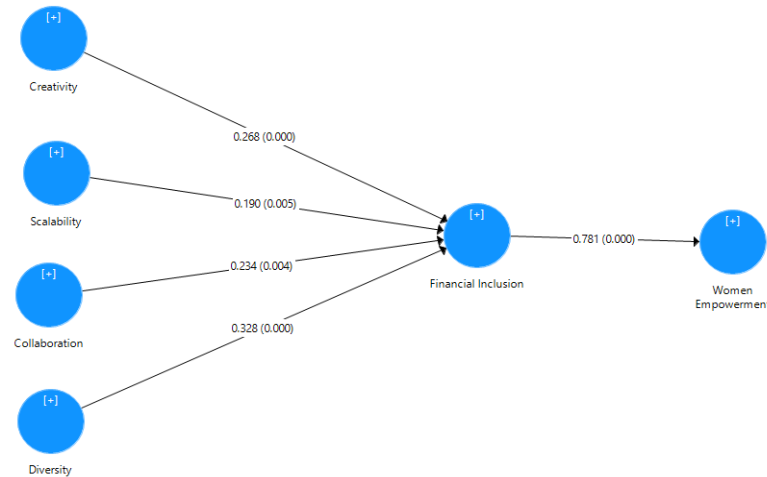 [+]
Creativity
0.268 (0.000)
[+]
Scalability
0.190 (0.005)
[+]
Financial Inclusion
0.781 (0.000)
[+]
Women
Empowermen
[+]
Collaboration
0.234 (0.004)
0.328 (0.000)
[+]
Diversity